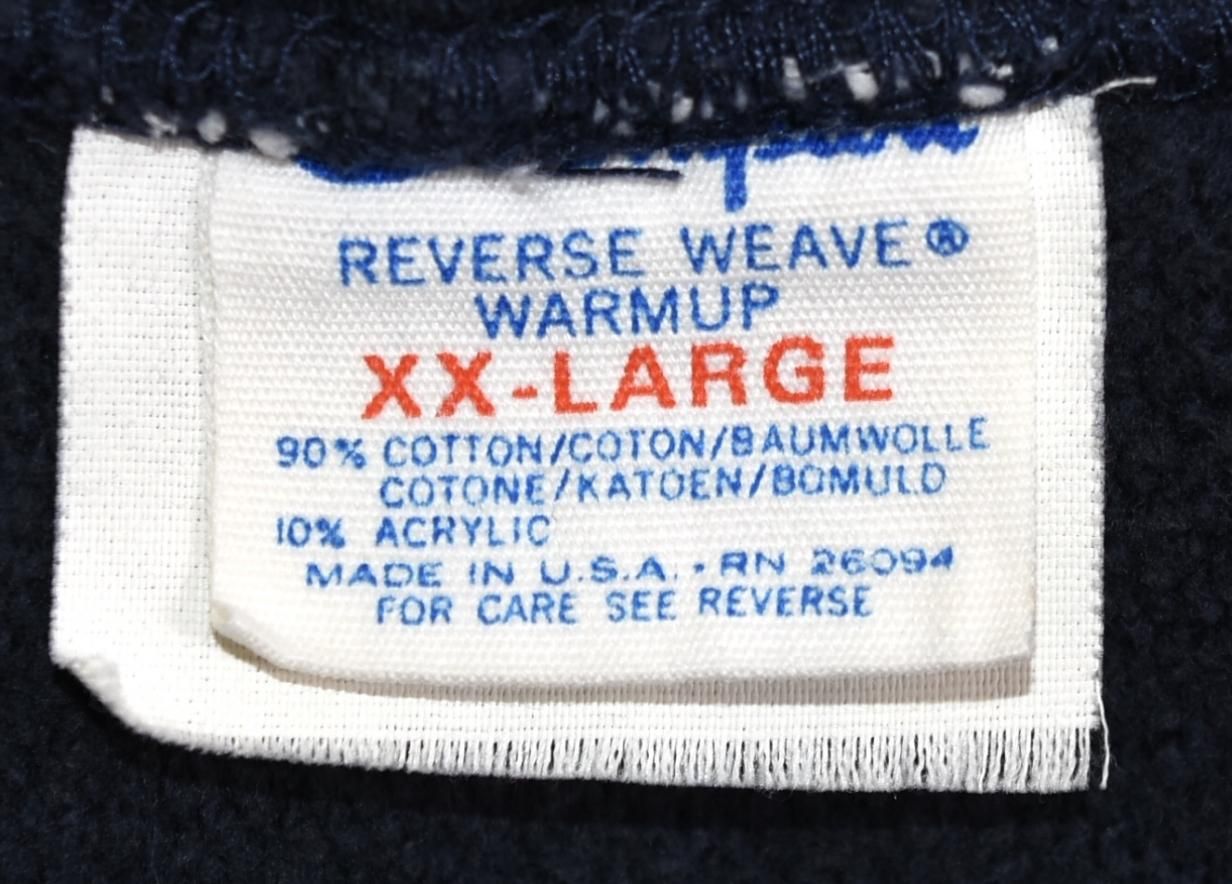 REVERSE WEAVE®
WARMUP
XX-LARGE
90% COTTON/COTON/BAUMWOLLE
COTONE/KATOEN/BOMULD
10% ACRYLIC
MADE IN U.S.A. • RN 26094
FOR CARE SEE REVERSE